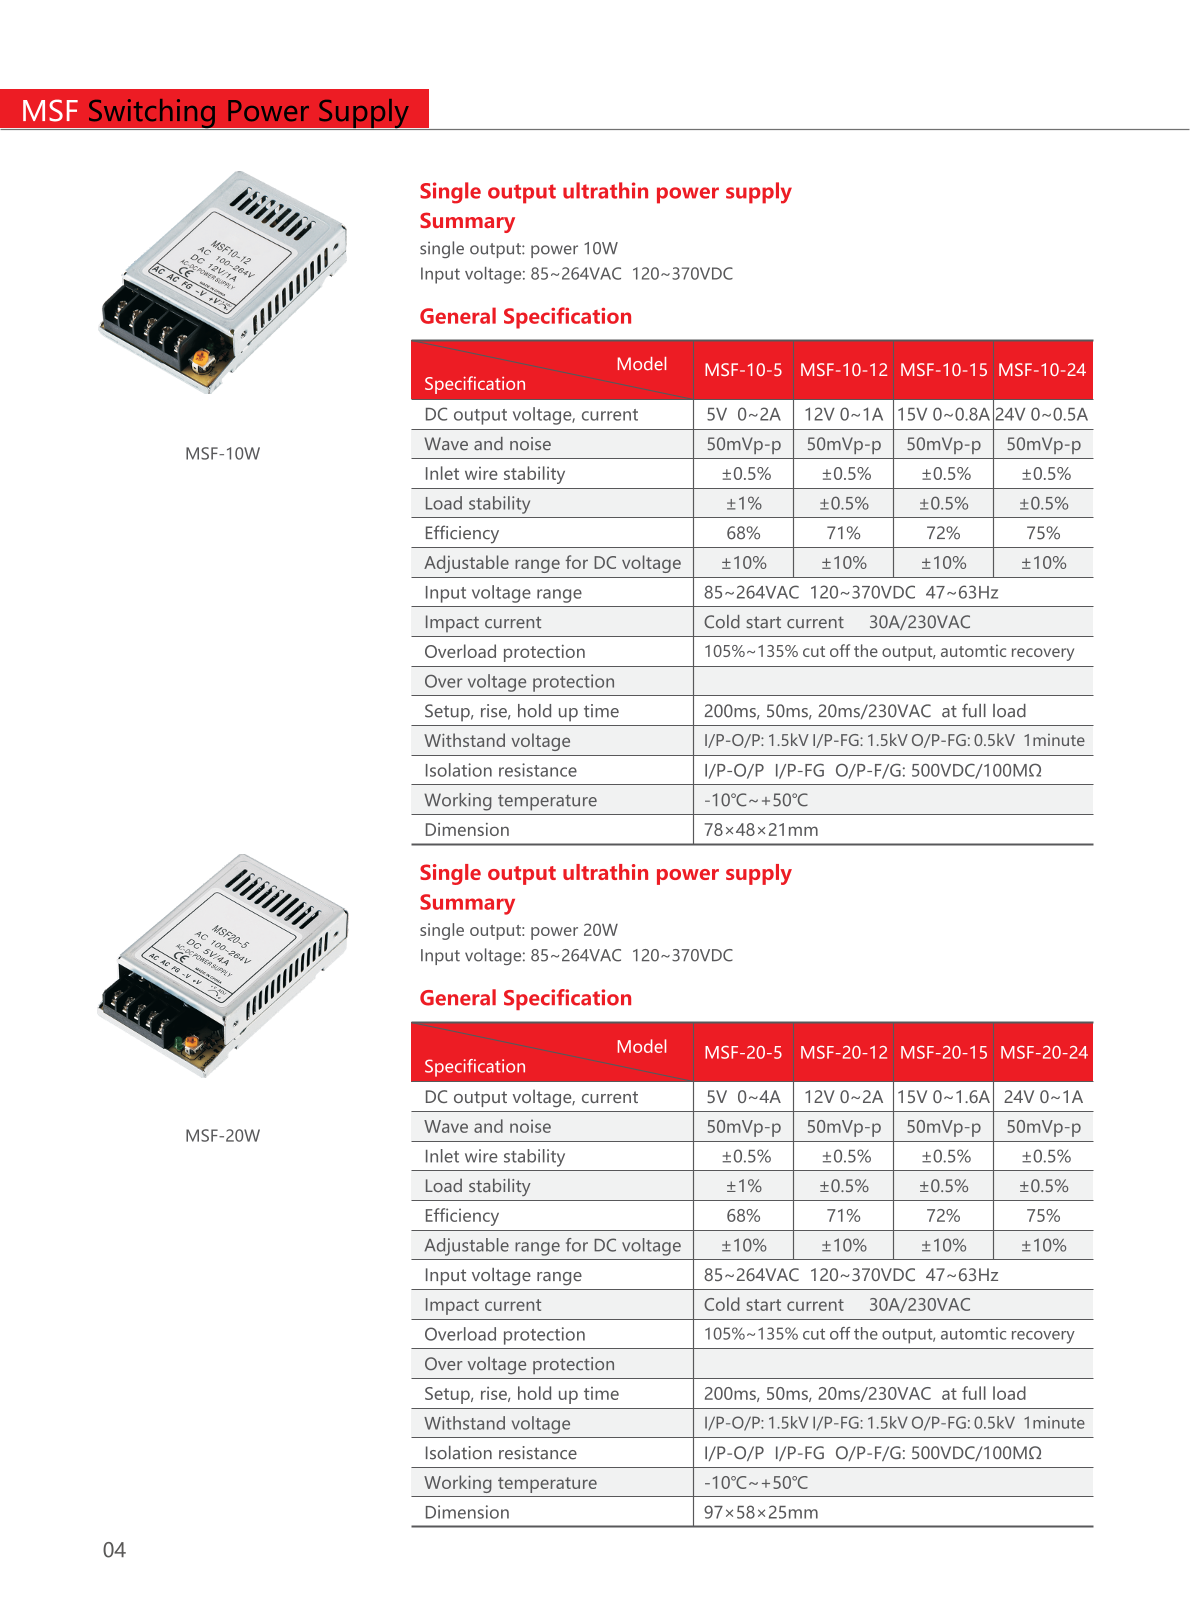 MSF Switching Power Supply
MSF10-12
AC 100~264V
DC 12V/1A
AC-DC POWER SUPPLY
CE
MADE IN CHINA
AC AC FG -V +V
MSF-10W
Single output ultrathin power supply
Summary
single output: power 10W
Input voltage: 85~264VAC 120~370VDC
General Specification
Specification Model MSF-10-5 MSF-10-12 MSF-10-15 MSF-10-24
DC output voltage, current 5V 0~2A 12V 0~1A 15V 0~0.8A 24V 0~0.5A
Wave and noise 50mVp-p 50mVp-p 50mVp-p 50mVp-p
Inlet wire stability ±0.5% ±0.5% ±0.5% ±0.5%
Load stability ±1% ±0.5% ±0.5% ±0.5%
Efficiency 68% 71% 72% 75%
Adjustable range for DC voltage ±10% ±10% ±10% ±10%
Input voltage range 85~264VAC 120~370VDC 47~63Hz
Impact current Cold start current 30A/230VAC
Overload protection 105%~135% cut off the output, automtic recovery
Over voltage protection
Setup, rise, hold up time 200ms, 50ms, 20ms/230VAC at full load
Withstand voltage I/P-O/P: 1.5kV I/P-FG: 1.5kV O/P-FG: 0.5kV 1minute
Isolation resistance I/P-O/P I/P-FG O/P-F/G: 500VDC/100MΩ
Working temperature -10℃~+50℃
Dimension 78×48×21mm
MSF20-5
AC 100~264V
DC 5V/4A
AC-DC POWER SUPPLY
CE
MADE IN CHINA
AC AC FG -V +V
MSF-20W
Single output ultrathin power supply
Summary
single output: power 20W
Input voltage: 85~264VAC 120~370VDC
General Specification
Specification Model MSF-20-5 MSF-20-12 MSF-20-15 MSF-20-24
DC output voltage, current 5V 0~4A 12V 0~2A 15V 0~1.6A 24V 0~1A
Wave and noise 50mVp-p 50mVp-p 50mVp-p 50mVp-p
Inlet wire stability ±0.5% ±0.5% ±0.5% ±0.5%
Load stability ±1% ±0.5% ±0.5% ±0.5%
Efficiency 68% 71% 72% 75%
Adjustable range for DC voltage ±10% ±10% ±10% ±10%
Input voltage range 85~264VAC 120~370VDC 47~63Hz
Impact current Cold start current 30A/230VAC
Overload protection 105%~135% cut off the output, automtic recovery
Over voltage protection
Setup, rise, hold up time 200ms, 50ms, 20ms/230VAC at full load
Withstand voltage I/P-O/P: 1.5kV I/P-FG: 1.5kV O/P-FG: 0.5kV 1minute
Isolation resistance I/P-O/P I/P-FG O/P-F/G: 500VDC/100MΩ
Working temperature -10℃~+50℃
Dimension 97×58×25mm
04